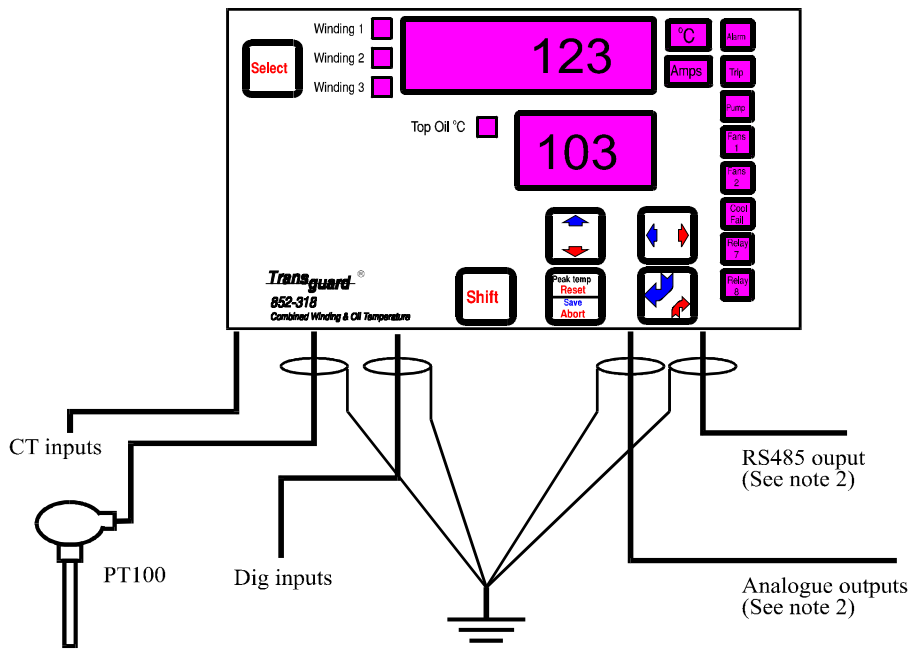 Select
Winding 1
Winding 2
Winding 3
123
°C
Amps
Alarm
Trip
Pump
Fans
1
Fans
2
Cool
Fail
Relay
7
Relay
8
Top Oil °C
103
Transguard ®
852-318
Combined Winding & Oil Temperature
Shift
Peak temp
Reset
Save
Abort
CT inputs
PT100
Dig inputs
RS485 ouput
(See note 2)
Analogue outputs
(See note 2)